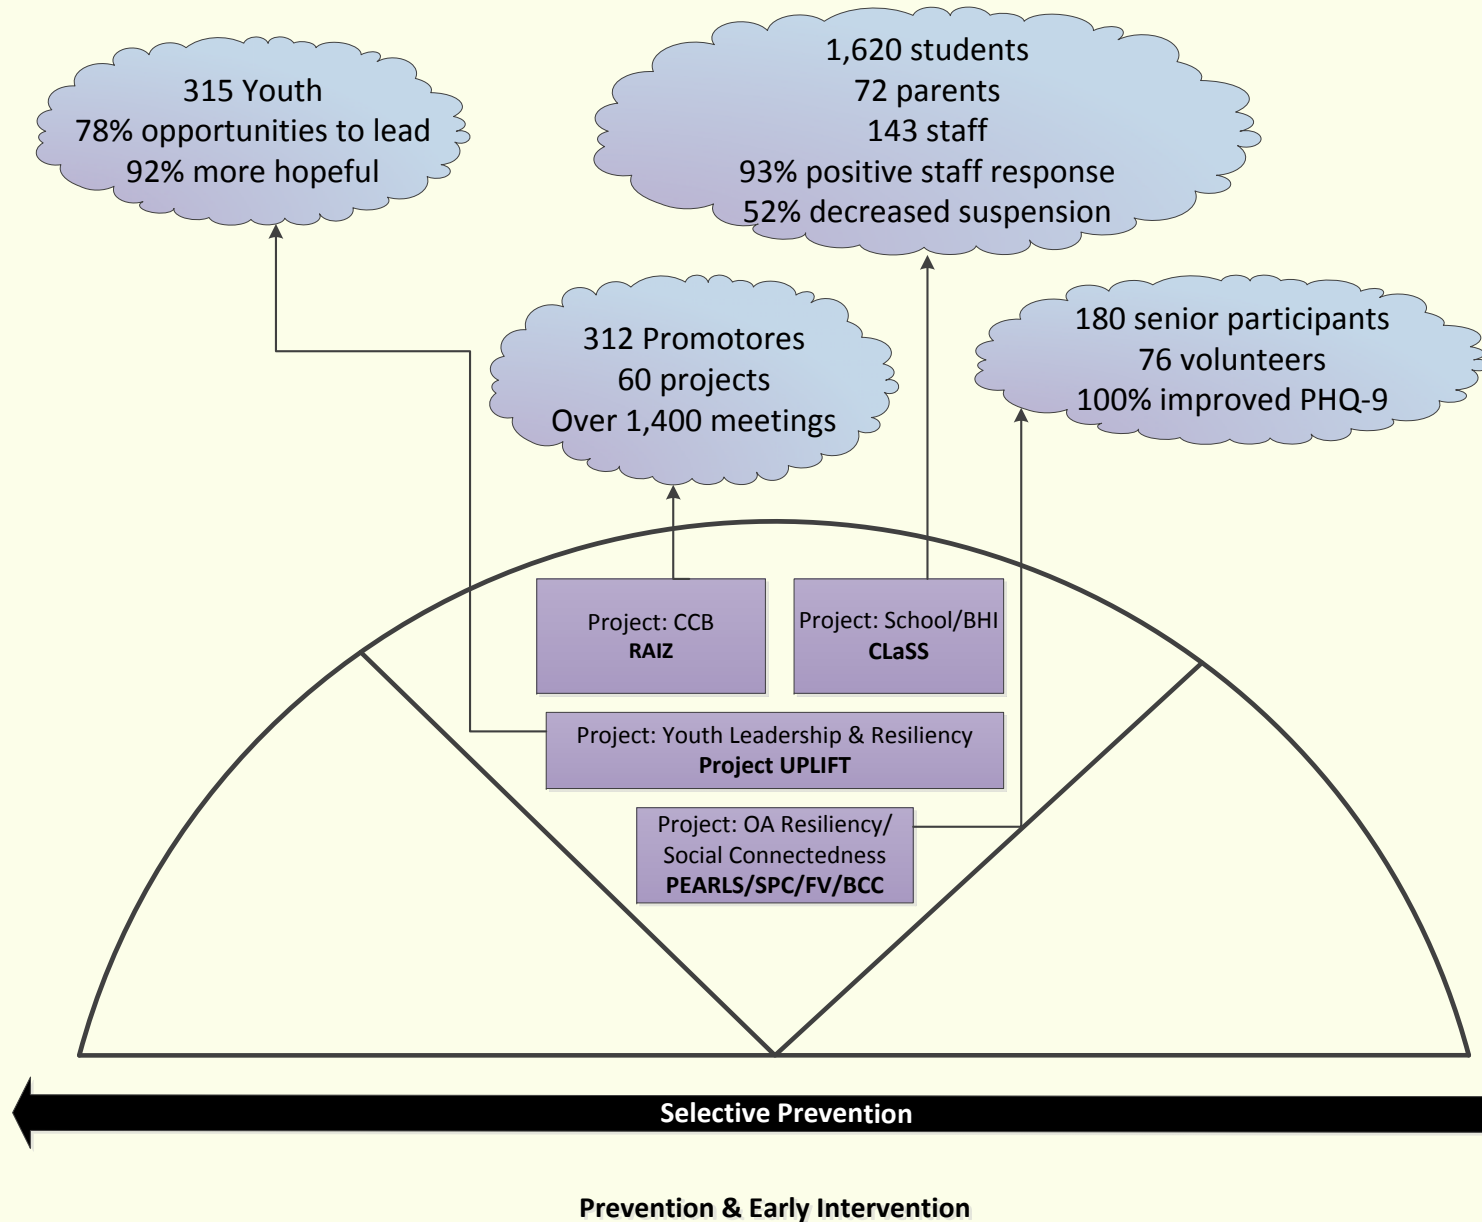 315 Youth
78% opportunities to lead
92% more hopeful
1,620 students
72 parents
143 staff
93% positive staff response
52% decreased suspension
312 Promotores
60 projects
Over 1,400 meetings
180 senior participants
76 volunteers
100% improved PHQ-9
Project: CCB
RAIZ
Project: School/BHI
CLaSS
Project: Youth Leadership & Resiliency
Project UPLIFT
Project: OA Resiliency/
Social Connectedness
PEARLS/SPC/FV/BCC
Selective Prevention
Prevention & Early Intervention